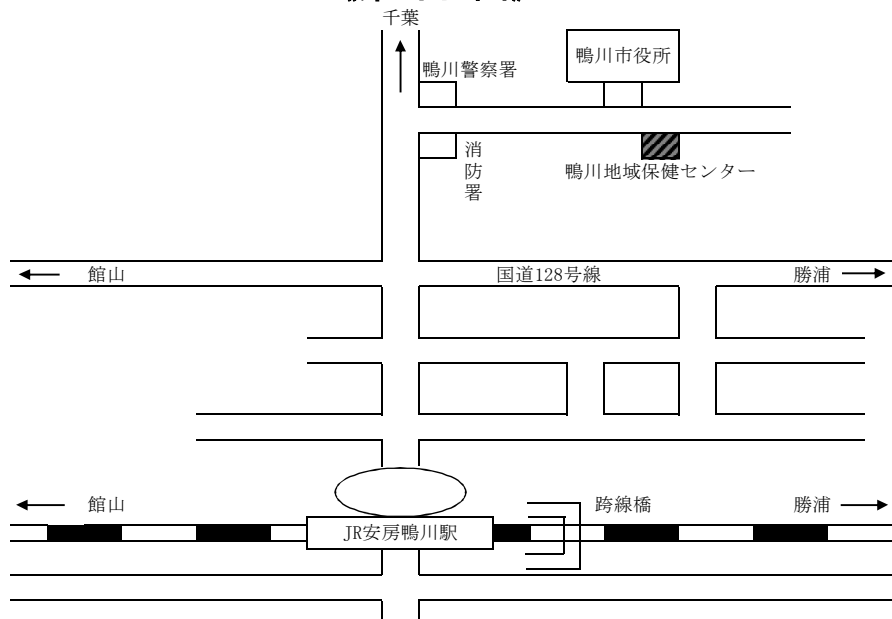 千葉
鴨川市役所
鴨川警察署
消防署
鴨川地域保健センター
館山
国道128号線
勝浦
館山
跨線橋
勝浦
JR安房鴨川駅